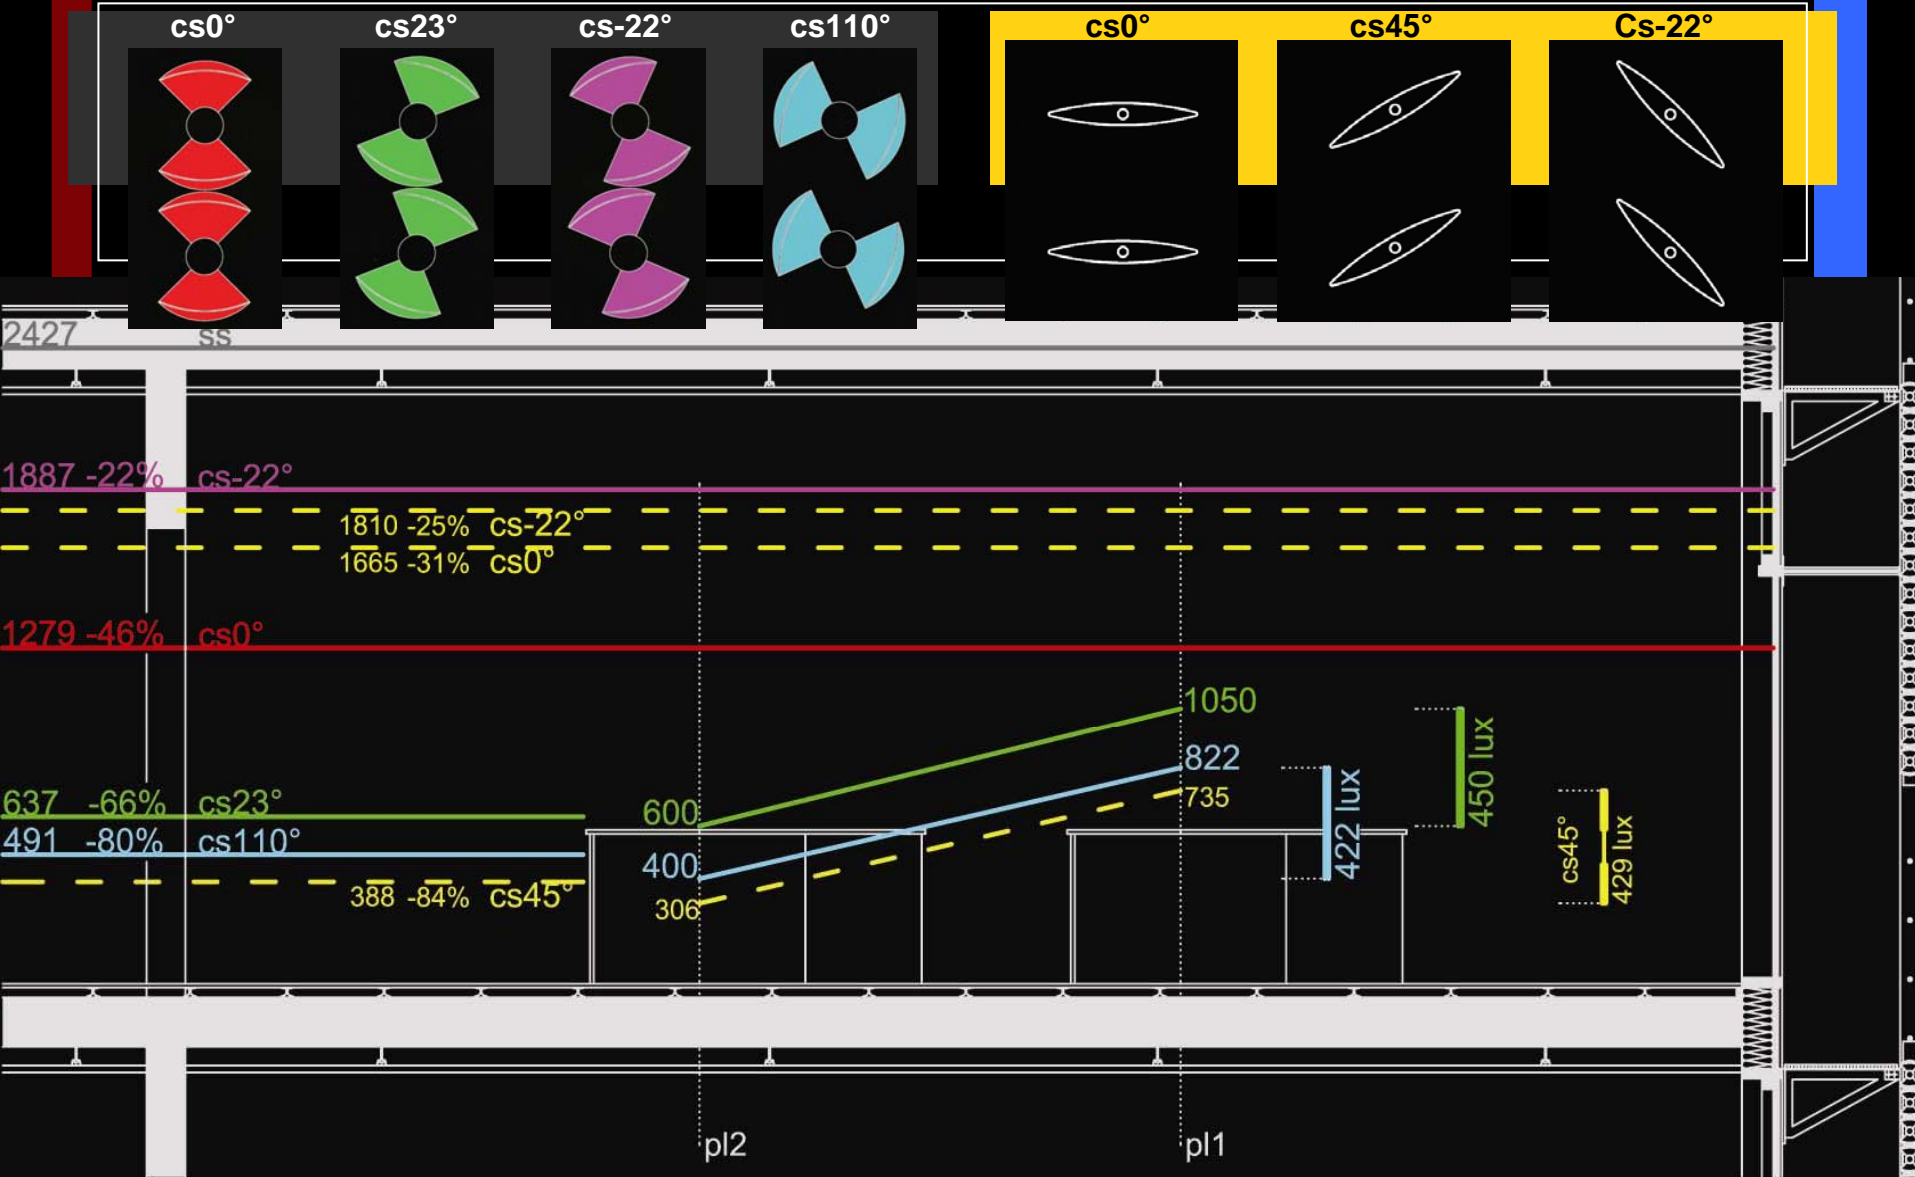 cs0° cs23° cs-22° cs110° cs0° cs45° Cs-22°
2427 ss
1887 -22% cs-22°
1810 -25% cs-22°
1665 -31% cs0°
1279 -46% cs0°
1050
822
735
637 -66% cs23°
600
491 -80% cs110°
400
388 -84% cs45°
306
422 lux
450 lux
cs45°
429 lux
pl2 pl1